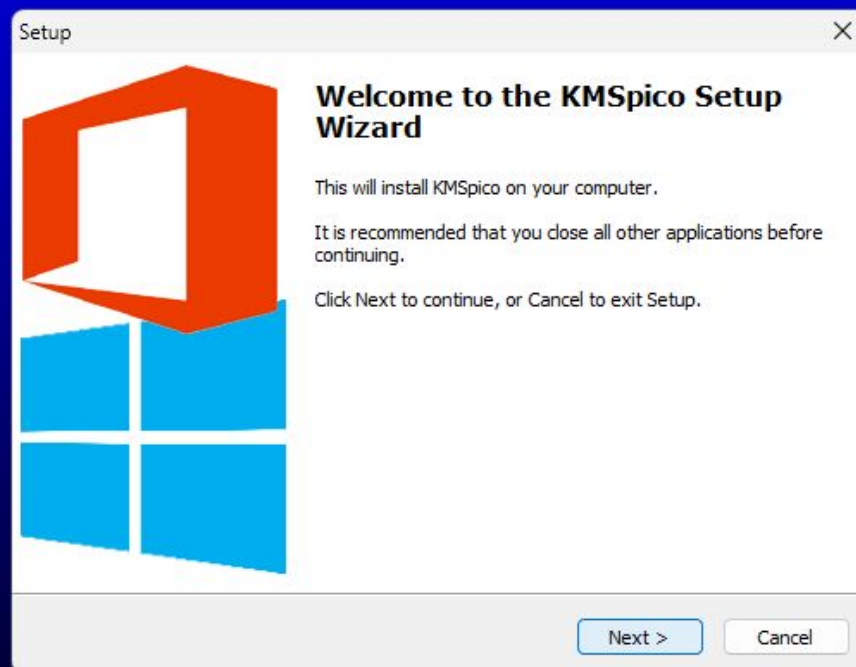 Setup
Welcome to the KMSpico Setup
Wizard
This will install KMSpico on your computer.
It is recommended that you close all other applications before
continuing.
Click Next to continue, or Cancel to exit Setup.
Next >
Cancel